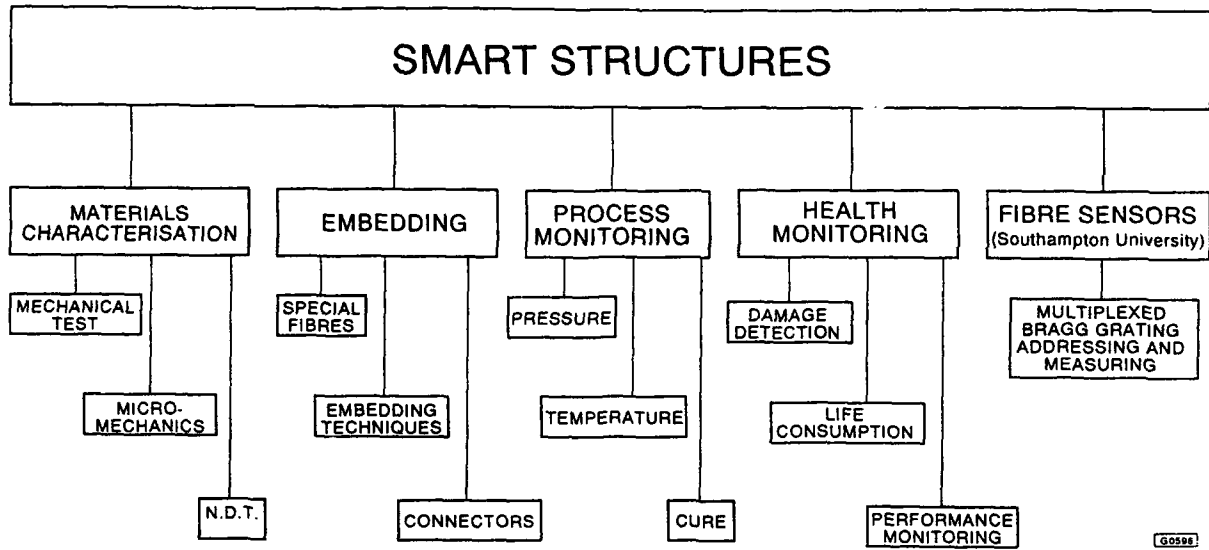 SMART STRUCTURES
MATERIALS
CHARACTERISATION
EMBEDDING
PROCESS
MONITORING
HEALTH
MONITORING
FIBRE SENSORS
(Southampton University)
MECHANICAL
TEST
SPECIAL
FIBRES
PRESSURE
DAMAGE
DETECTION
MULTIPLEXED
BRAGG GRATING
ADDRESSING AND
MEASURING
MICRO-
MECHANICS
EMBEDDING
TECHNIQUES
TEMPERATURE
LIFE
CONSUMPTION
N.D.T.
CONNECTORS
CURE
PERFORMANCE
MONITORING
G0596